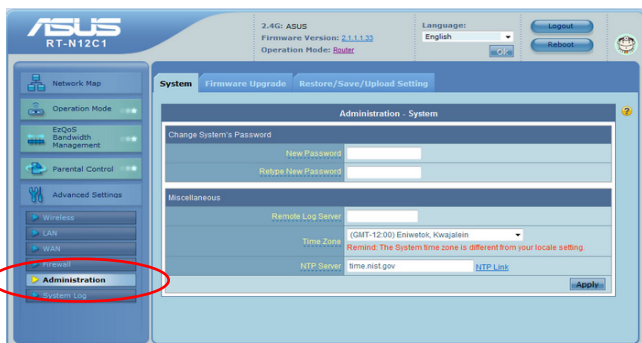 ASUS
RT-N12C1
2.4G: ASUS
Firmware Version: 2.1.1.1.33
Operation Mode: Router
Language:
English
OK
Logout
Reboot
Network Map
Operation Mode
EzQoS
Bandwidth
Management
Parental Control
Advanced Settings
Wireless
LAN
WAN
Firewall
Administration
System Log
System
Firmware Upgrade
Restore/Save/Upload Setting
Administration - System
Change System's Password
New Password
Retype New Password
Miscellaneous
Remote Log Server
Time Zone
(GMT-12:00) Eniwetok, Kwajalein
Remind: The System time zone is different from your locale setting.
NTP Server
time.nist.gov
NTP Link
Apply